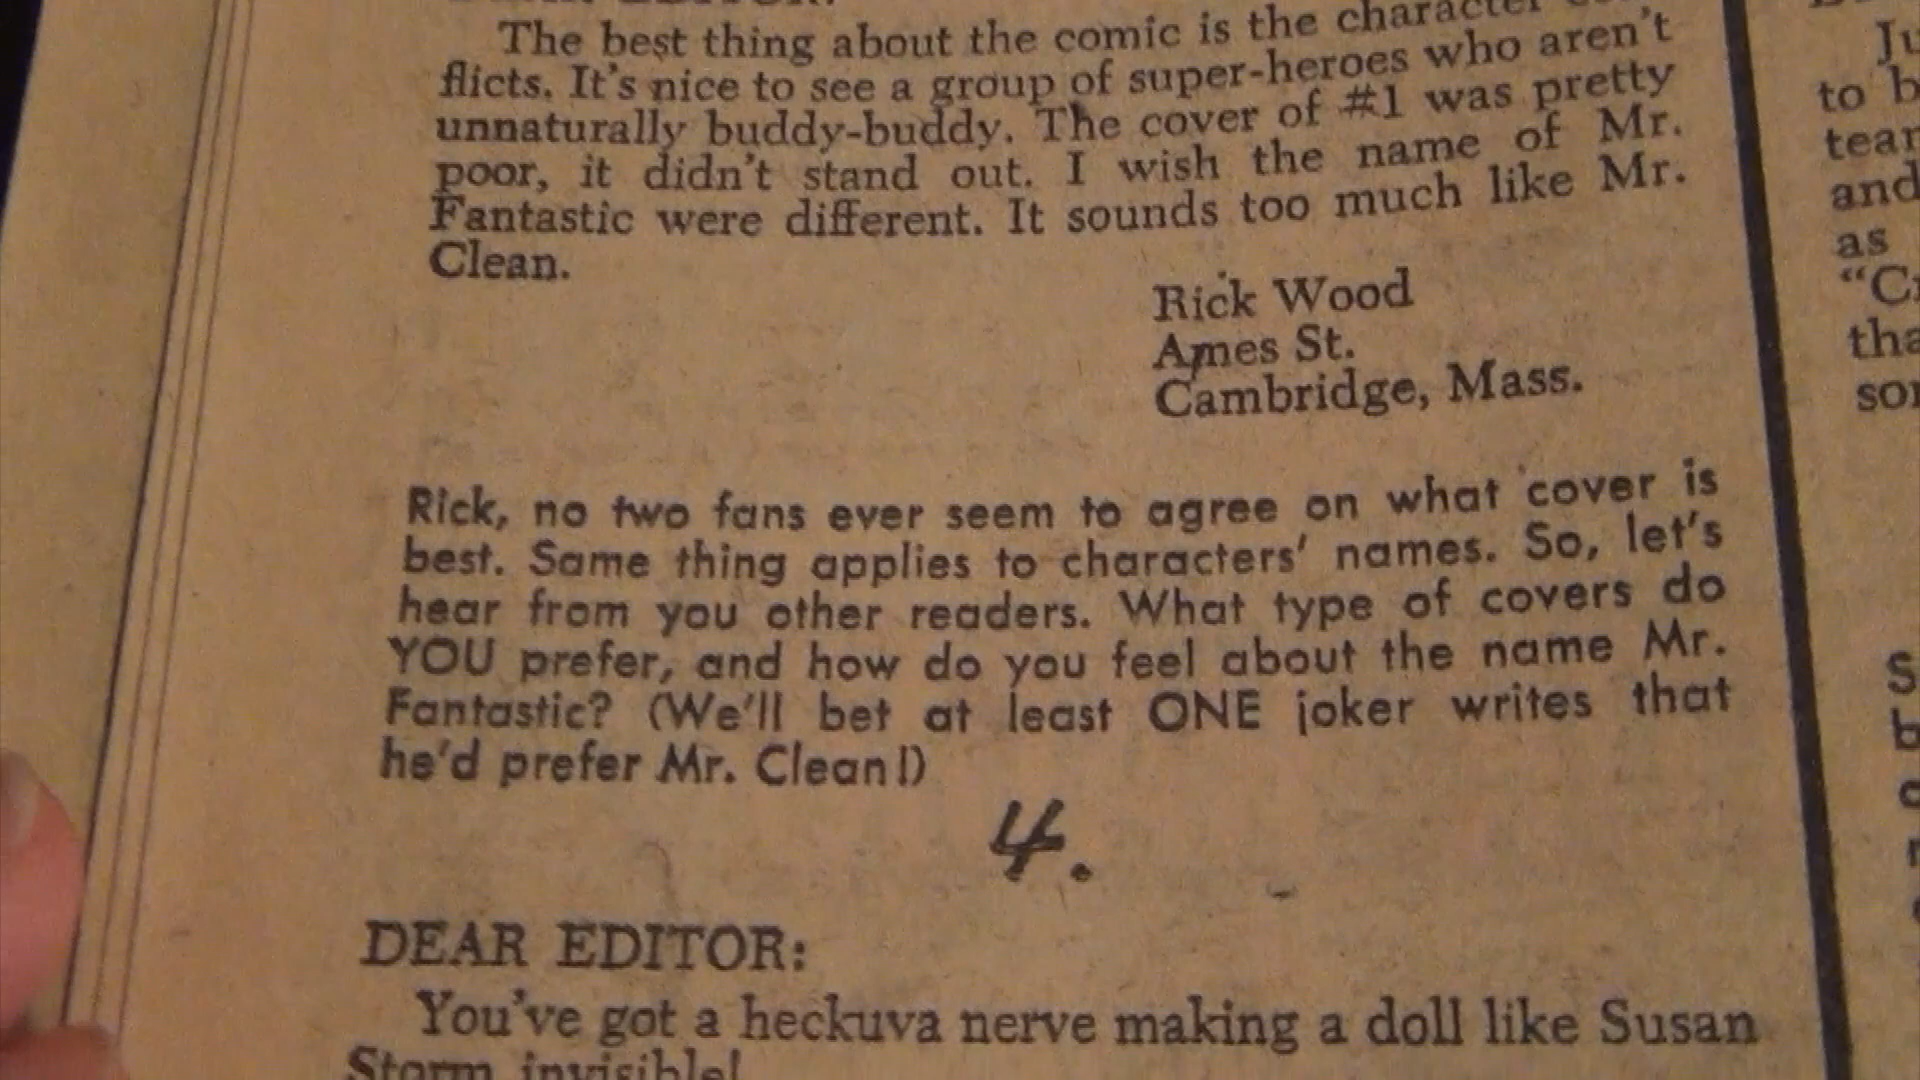 The best thing about the comic is the character
flicts. It's nice to see a group of super-heroes who aren't
unnaturally buddy-buddy. The cover of #1 was pretty
poor, it didn't stand out. I wish the name of Mr.
Fantastic were different. It sounds too much like Mr.
Clean.
Rick Wood
Ames St.
Cambridge, Mass.
Rick, no two fans ever seem to agree on what cover is
best. Same thing applies to characters' names. So, let's
hear from you other readers. What type of covers do
YOU prefer, and how do you feel about the name Mr.
Fantastic? (We'll bet at least ONE joker writes that
he'd prefer Mr. Clean!)
4.
DEAR EDITOR:
You've got a heckuva nerve making a doll like Susan
Storm invisible!
to b
tear
and
as
"Cr
tha
sor